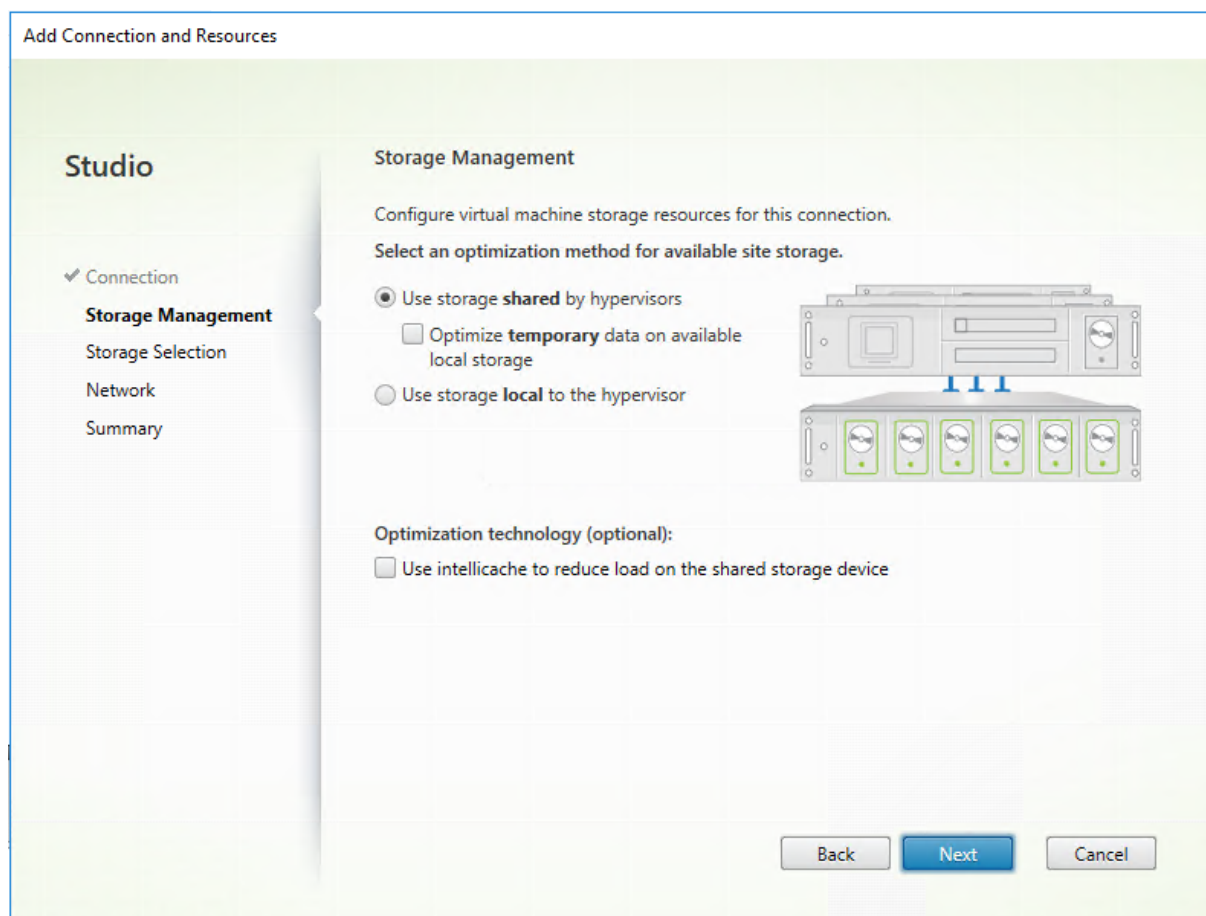 Add Connection and Resources
Studio
Connection
Storage Management
Storage Selection
Network
Summary
Storage Management
Configure virtual machine storage resources for this connection.
Select an optimization method for available site storage.
Use storage shared by hypervisors
Optimize temporary data on available
local storage
Use storage local to the hypervisor
Optimization technology (optional):
Use intellicache to reduce load on the shared storage device
Back
Next
Cancel